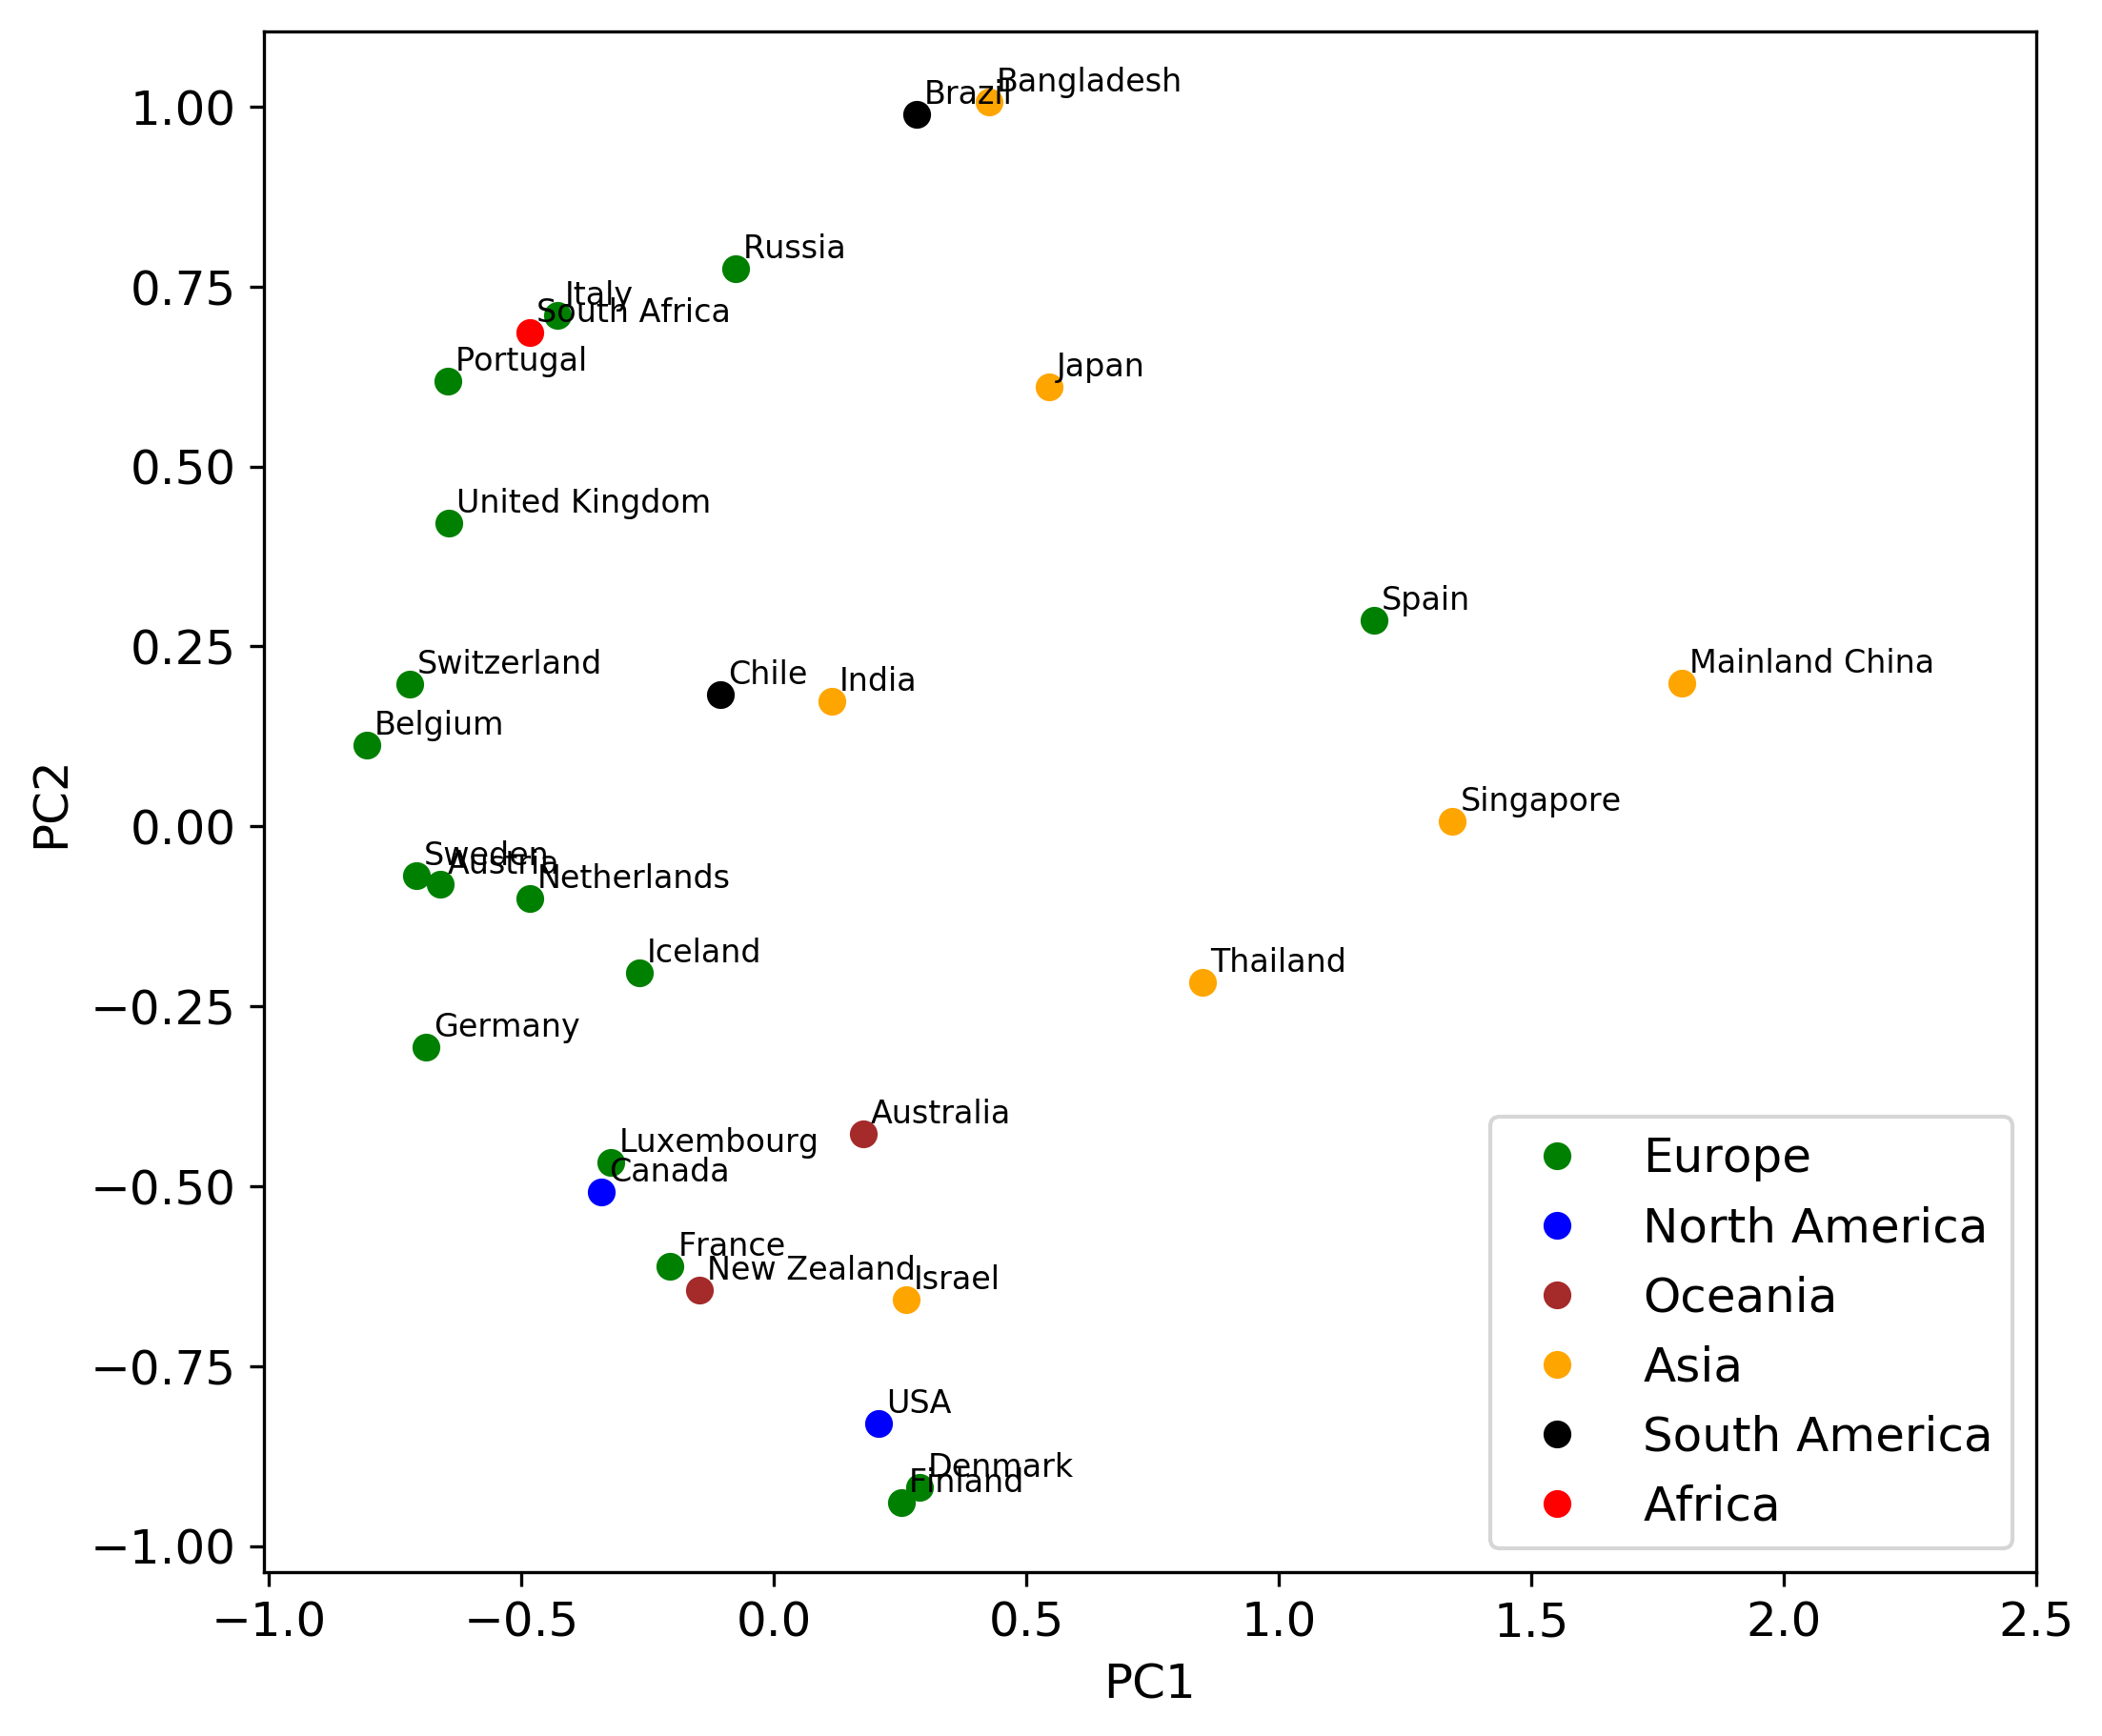 Bangladesh
Brazil
1.00
Russia
0.75
Italy
South Africa
Portugal
Japan
0.50
United Kingdom
Spain
0.25
Switzerland
Chile
India
Mainland China
Belgium
PC2
Singapore
0.00
Sweden
Austria
Netherlands
Iceland
Thailand
−0.25
Germany
Australia
Luxembourg
Canada
−0.50
France
New Zealand
Israel
−0.75
USA
Denmark
Finland
−1.00
Europe
North America
Oceania
Asia
South America
Africa
−1.0 −0.5 0.0 0.5 1.0 1.5 2.0 2.5
PC1